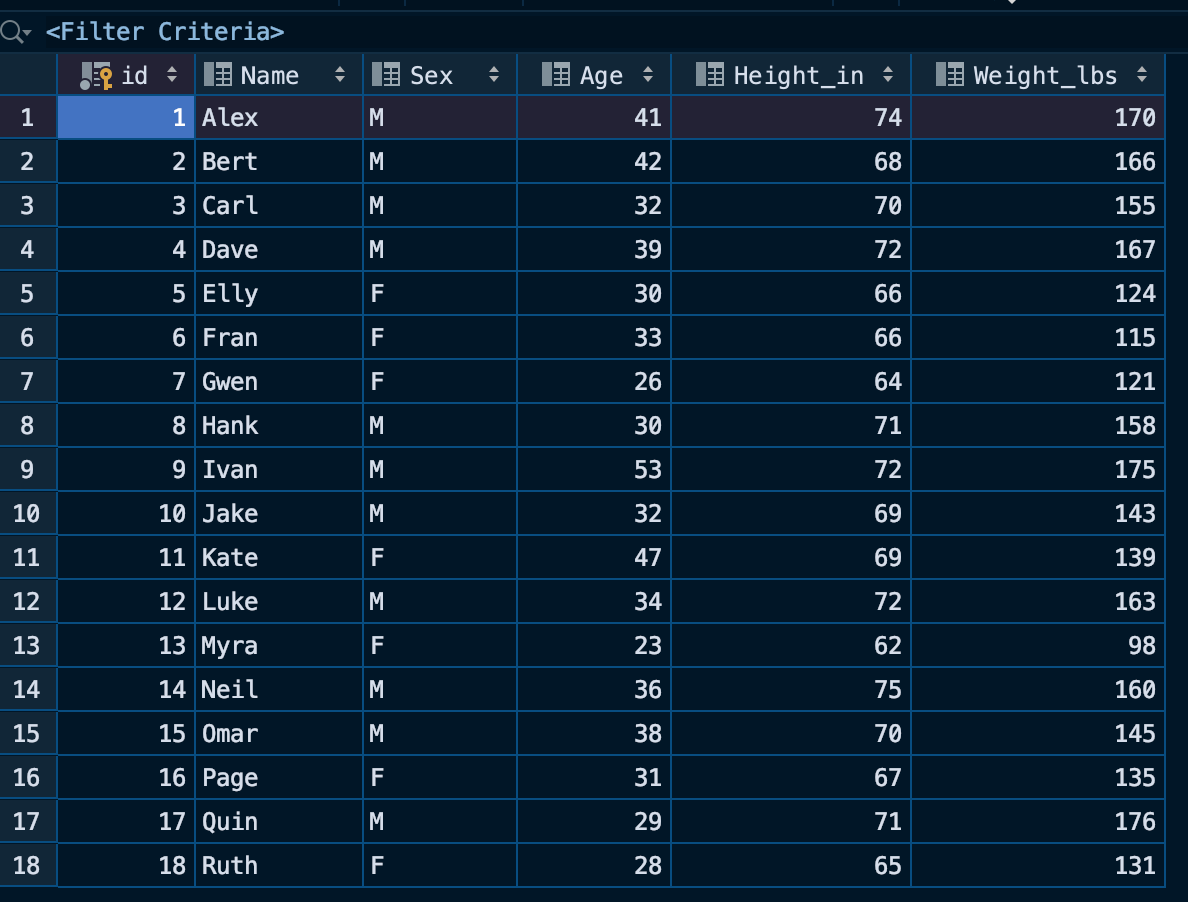 <Filter Criteria>
id Name Sex Age Height_in Weight_lbs
1 1 Alex M 41 74 170
2 2 Bert M 42 68 166
3 3 Carl M 32 70 155
4 4 Dave M 39 72 167
5 5 Elly F 30 66 124
6 6 Fran F 33 66 115
7 7 Gwen F 26 64 121
8 8 Hank M 30 71 158
9 9 Ivan M 53 72 175
10 10 Jake M 32 69 143
11 11 Kate F 47 69 139
12 12 Luke M 34 72 163
13 13 Myra F 23 62 98
14 14 Neil M 36 75 160
15 15 Omar M 38 70 145
16 16 Page F 31 67 135
17 17 Quin M 29 71 176
18 18 Ruth F 28 65 131